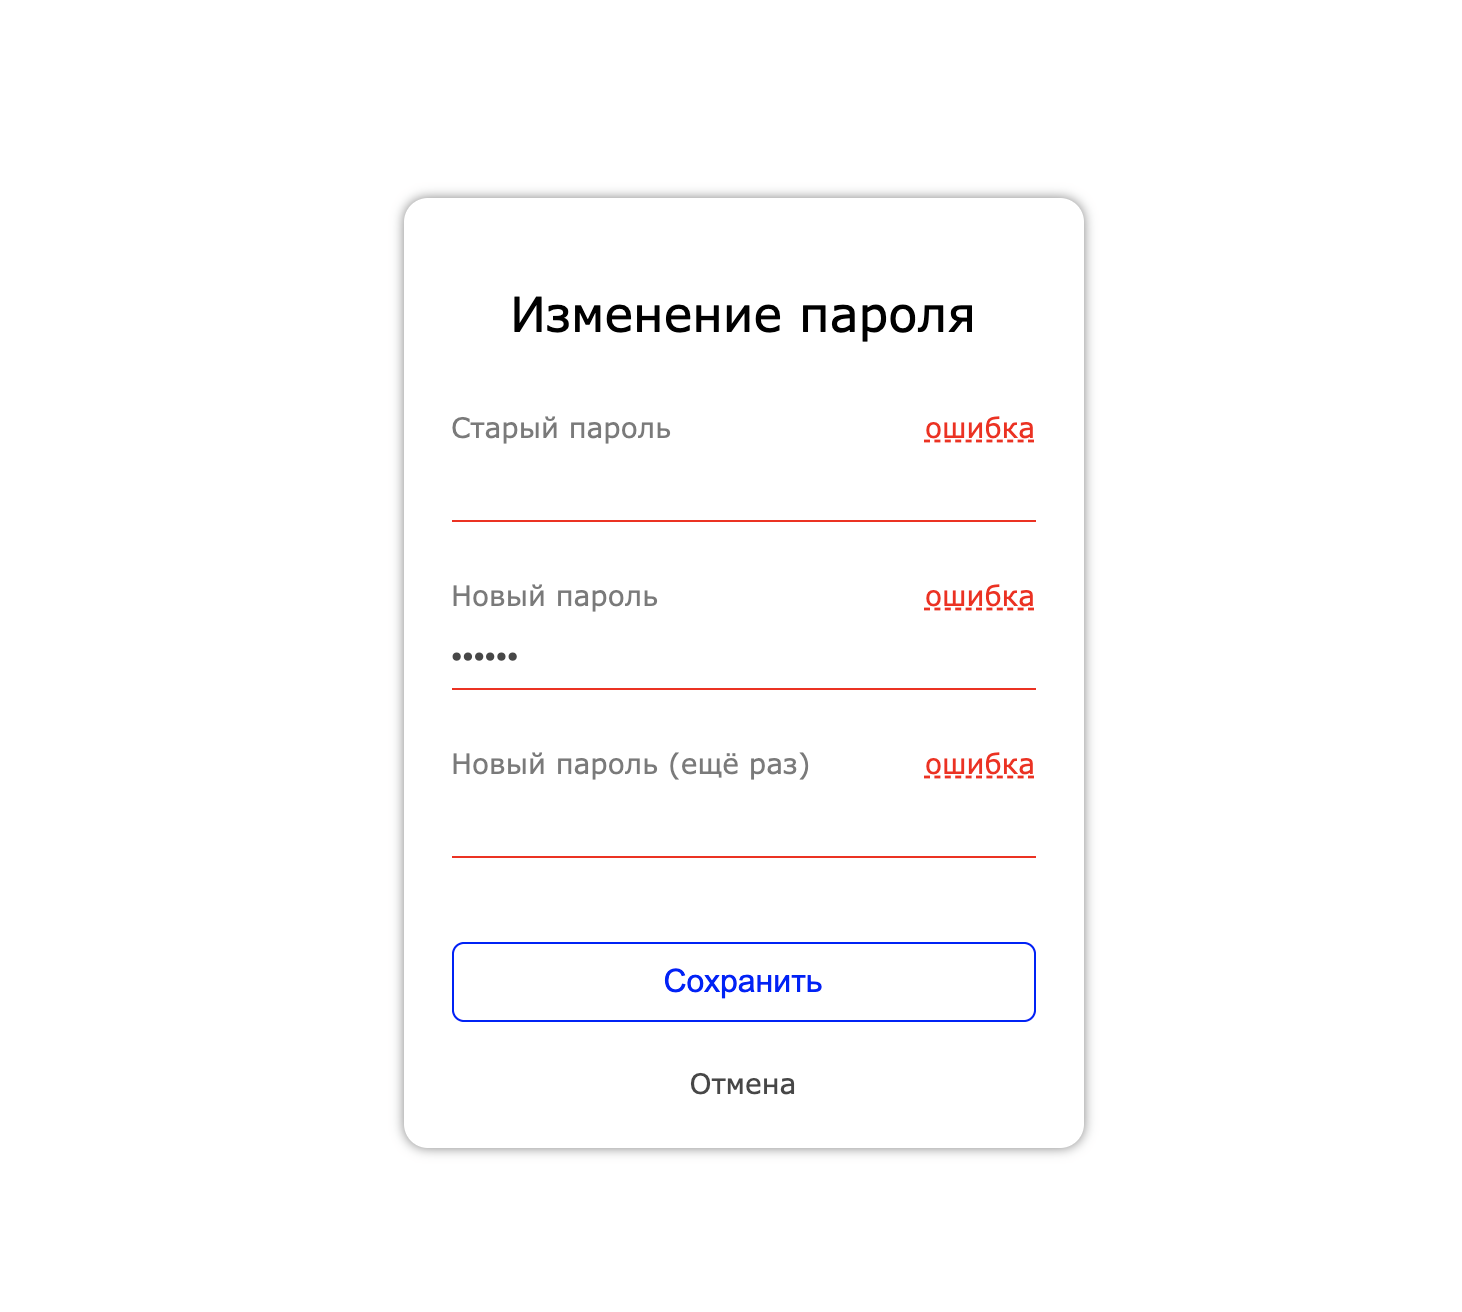 Изменение пароля
Старый пароль ошибка
Новый пароль ошибка
••••••
Новый пароль (ещё раз) ошибка
Сохранить
Отмена